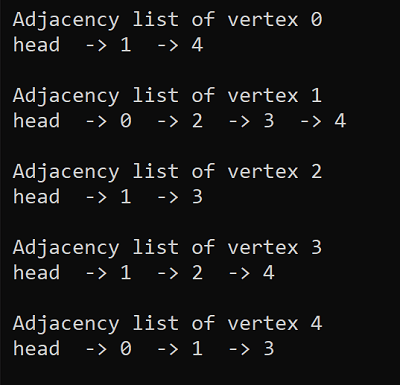 Adjacency list of vertex 0
head  -> 1  -> 4
Adjacency list of vertex 1
head  -> 0  -> 2  -> 3  -> 4
Adjacency list of vertex 2
head  -> 1  -> 3
Adjacency list of vertex 3
head  -> 1  -> 2  -> 4
Adjacency list of vertex 4
head  -> 0  -> 1  -> 3